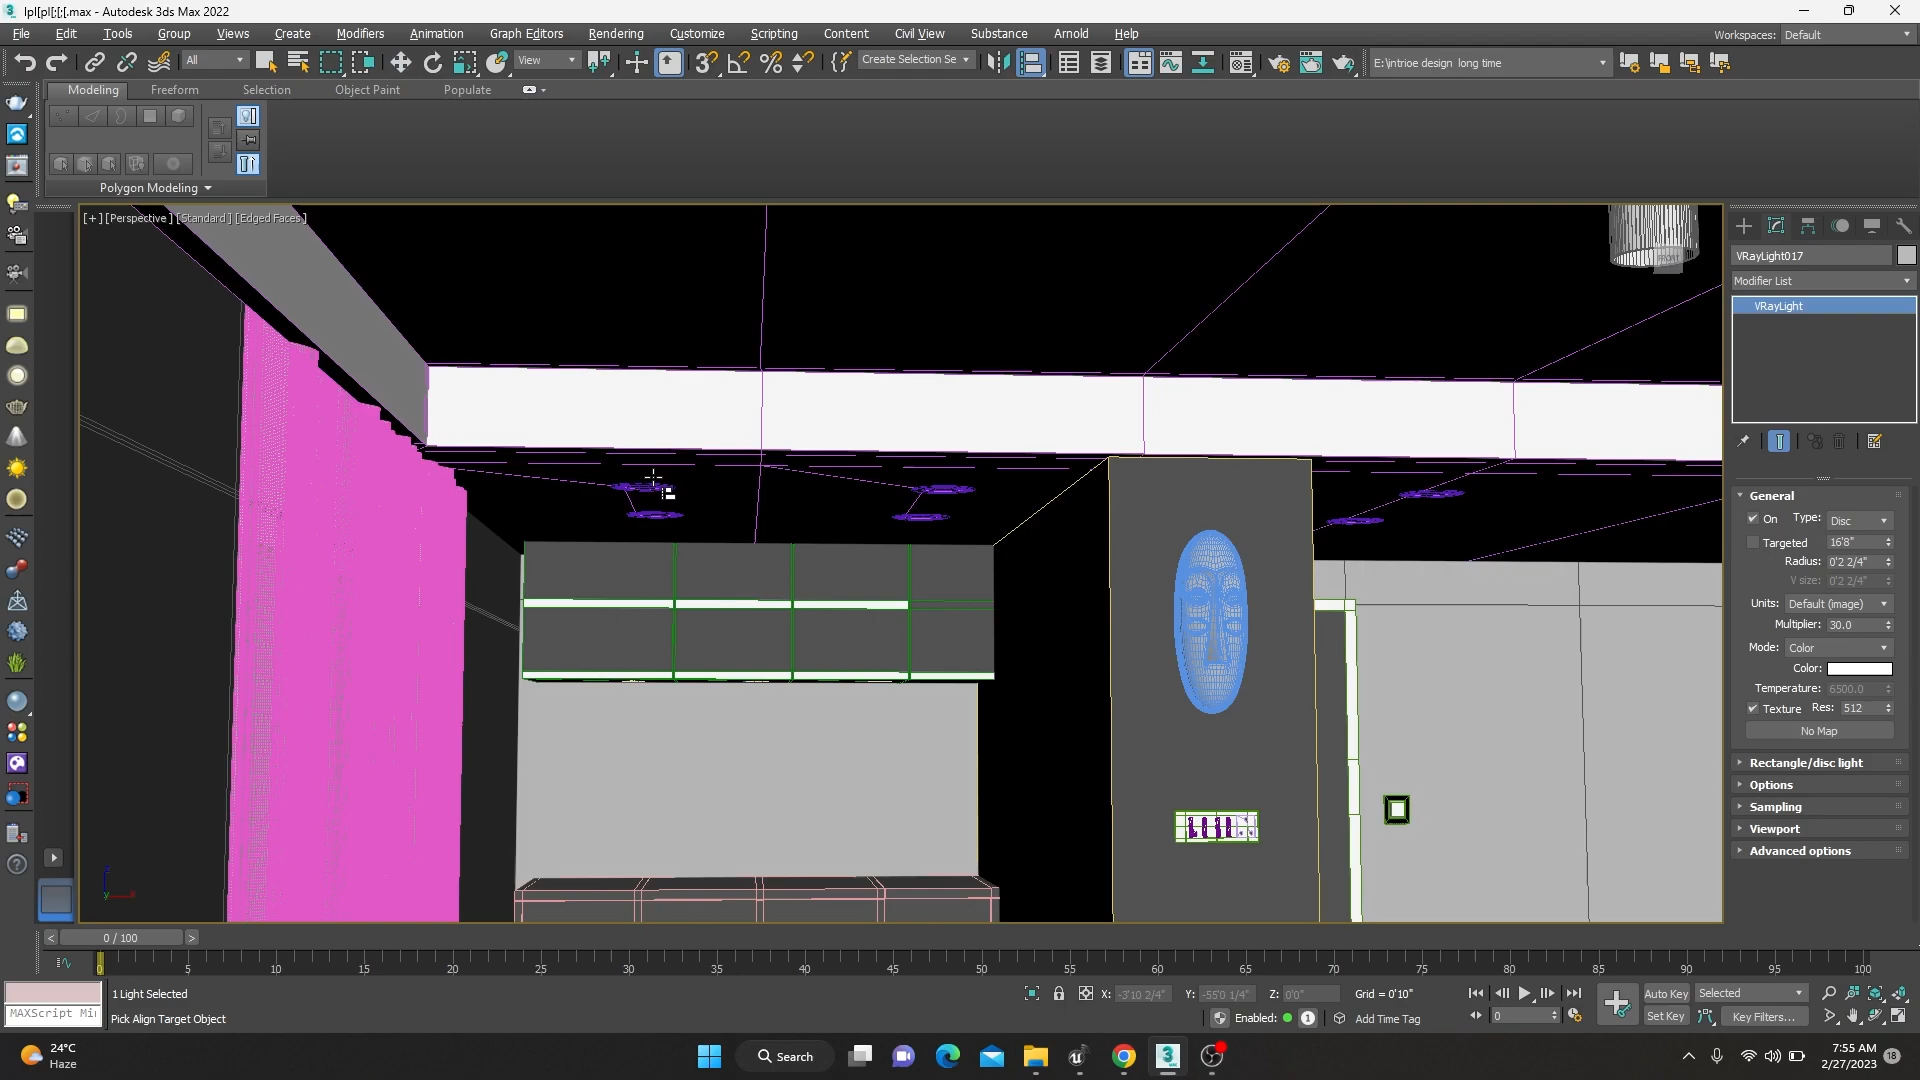 lpl[pl[;[;[.max - Autodesk 3ds Max 2022
File Edit Tools Group Views Create Modifiers Animation Graph Editors Rendering Customize Scripting Content Civil View Substance Arnold Help
Workspaces: Default
All View Create Selection Se E:\intrioe design long time
Modeling Freeform Selection Object Paint Populate
Polygon Modeling
[+] [Perspective ] [Standard ] [Edged Faces ]
FRONT
VRayLight017
Modifier List
VRayLight
General
On Type: Disc
Targeted 16'8"
Radius: 0'2 2/4"
V size: 0'2 2/4"
Units: Default (image)
Multiplier: 30.0
Mode: Color
Color:
Temperature: 6500.0
Texture Res: 512
No Map
Rectangle/disc light
Options
Sampling
Viewport
Advanced options
z
y x
< 0 / 100 >
0 5 10 15 20 25 30 35 40 45 50 55 60 65 70 75 80 85 90 95 100
1 Light Selected
X: -3'10 2/4" Y: -55'0 1/4" Z: 0'0" Grid = 0'10"
Auto Key Selected
MAXScript Mi
Pick Align Target Object
Enabled: 1 Add Time Tag
0
Set Key Key Filters...
24°C
Haze
Search
7:55 AM
2/27/2023
18